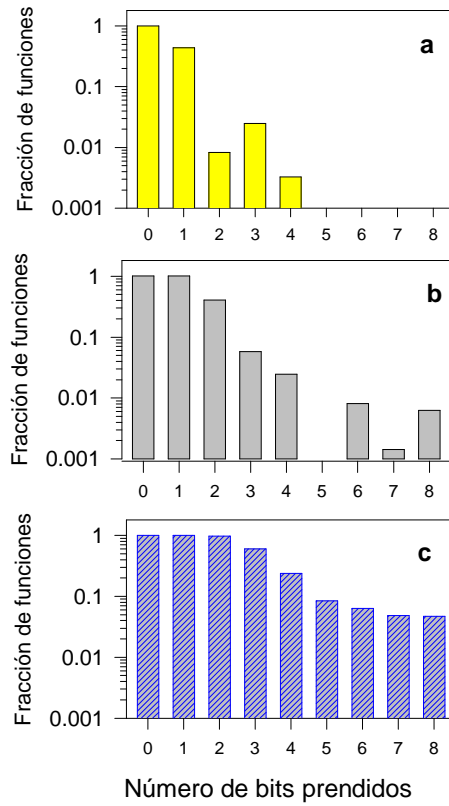 a
Fracción de funciones
1
0.1
0.01
0.001
0 1 2 3 4 5 6 7 8
b
Fracción de funciones
1
0.1
0.01
0.001
0 1 2 3 4 5 6 7 8
c
Fracción de funciones
1
0.1
0.01
0.001
0 1 2 3 4 5 6 7 8
Número de bits prendidos